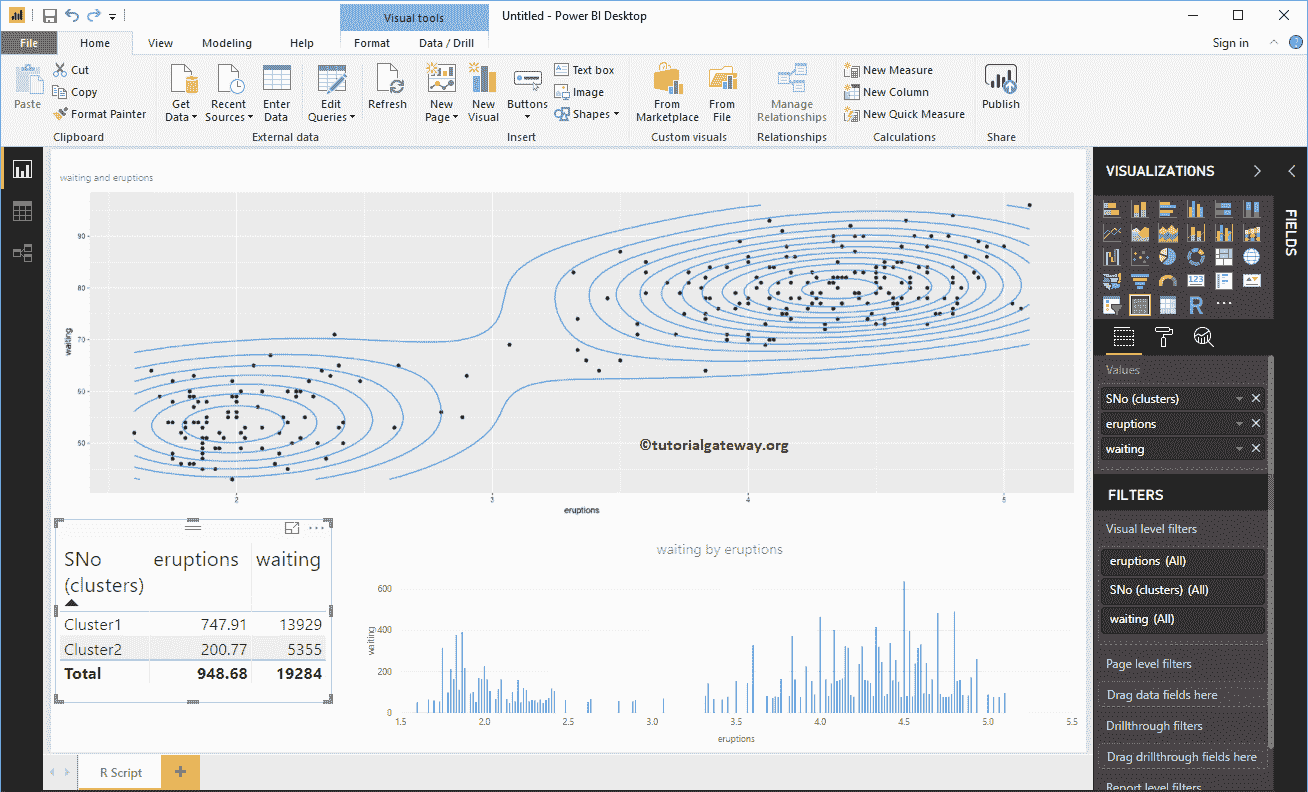 Visual tools
Untitled - Power BI Desktop
File Home View Modeling Help Format Data / Drill Sign in ?
Paste
Cut
Copy
Format Painter
Clipboard
Get Data
Recent Sources
Enter Data
Edit Queries
External data
Refresh
New Page
New Visual
Buttons
Text box
Image
Shapes
Insert
From Marketplace
From File
Custom visuals
Manage Relationships
Relationships
New Measure
New Column
New Quick Measure
Calculations
Publish
Share
waiting and eruptions
90
80
70
60
50
waiting
2 3 4 5
eruptions
©tutorialgateway.org
SNo (clusters) eruptions waiting
Cluster1 747.91 13929
Cluster2 200.77 5355
Total 948.68 19284
waiting by eruptions
600
400
200
0
waiting
1.5 2.0 2.5 3.0 3.5 4.0 4.5 5.0 5.5
eruptions
R Script
+
VISUALIZATIONS
123
R
Values
SNo (clusters)
eruptions
waiting
FILTERS
Visual level filters
eruptions (All)
SNo (clusters) (All)
waiting (All)
Page level filters
Drag data fields here
Drillthrough filters
Drag drillthrough fields here
Report level filters
FIELDS